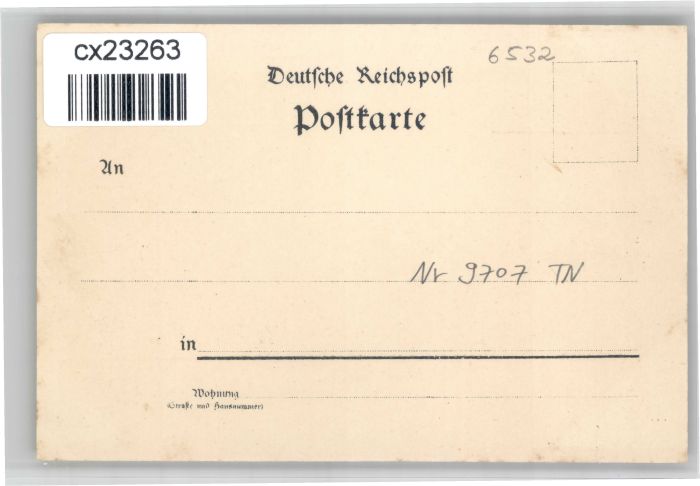 cx23263
6532
Deutsche Reichspost
Postkarte
An
Nr 9707 TN
in
Wohnung
(Straße und Hausnummer)